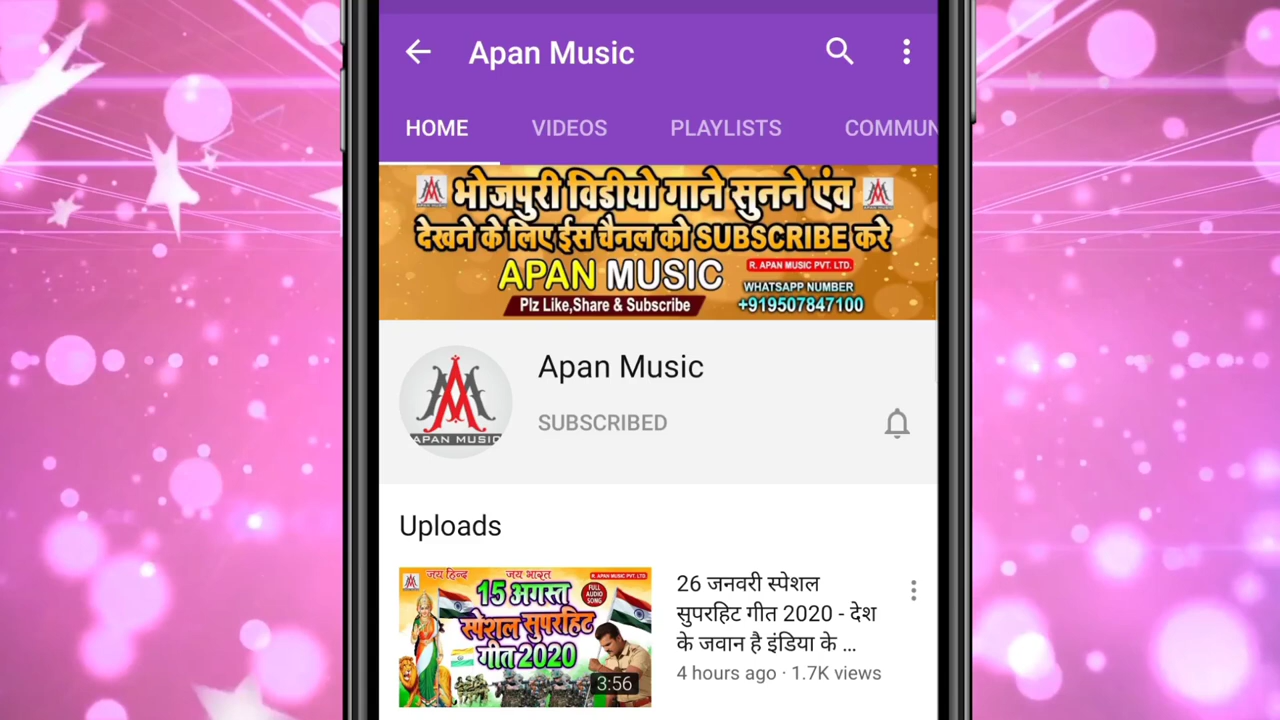 Apan Music
HOME VIDEOS PLAYLISTS COMMUN
भोजपुरी विडीयो गाने सुनने एंव
देखने के लिए ईस चैनल को SUBSCRIBE करे
APAN MUSIC
R. APAN MUSIC PVT. LTD.
WHATSAPP NUMBER
Plz Like,Share & Subscribe
+919507847100
APAN MUSIC
Apan Music
SUBSCRIBED
Uploads
जय हिन्द जय भारत
R. APAN MUSIC PVT. LTD
15 अगस्त
FULL
AUDIO
SONG
स्पेशल सुपरहिट
गीत 2020
3:56
26 जनवरी स्पेशल
सुपरहिट गीत 2020 - देश
के जवान है इंडिया के ...
4 hours ago · 1.7K views